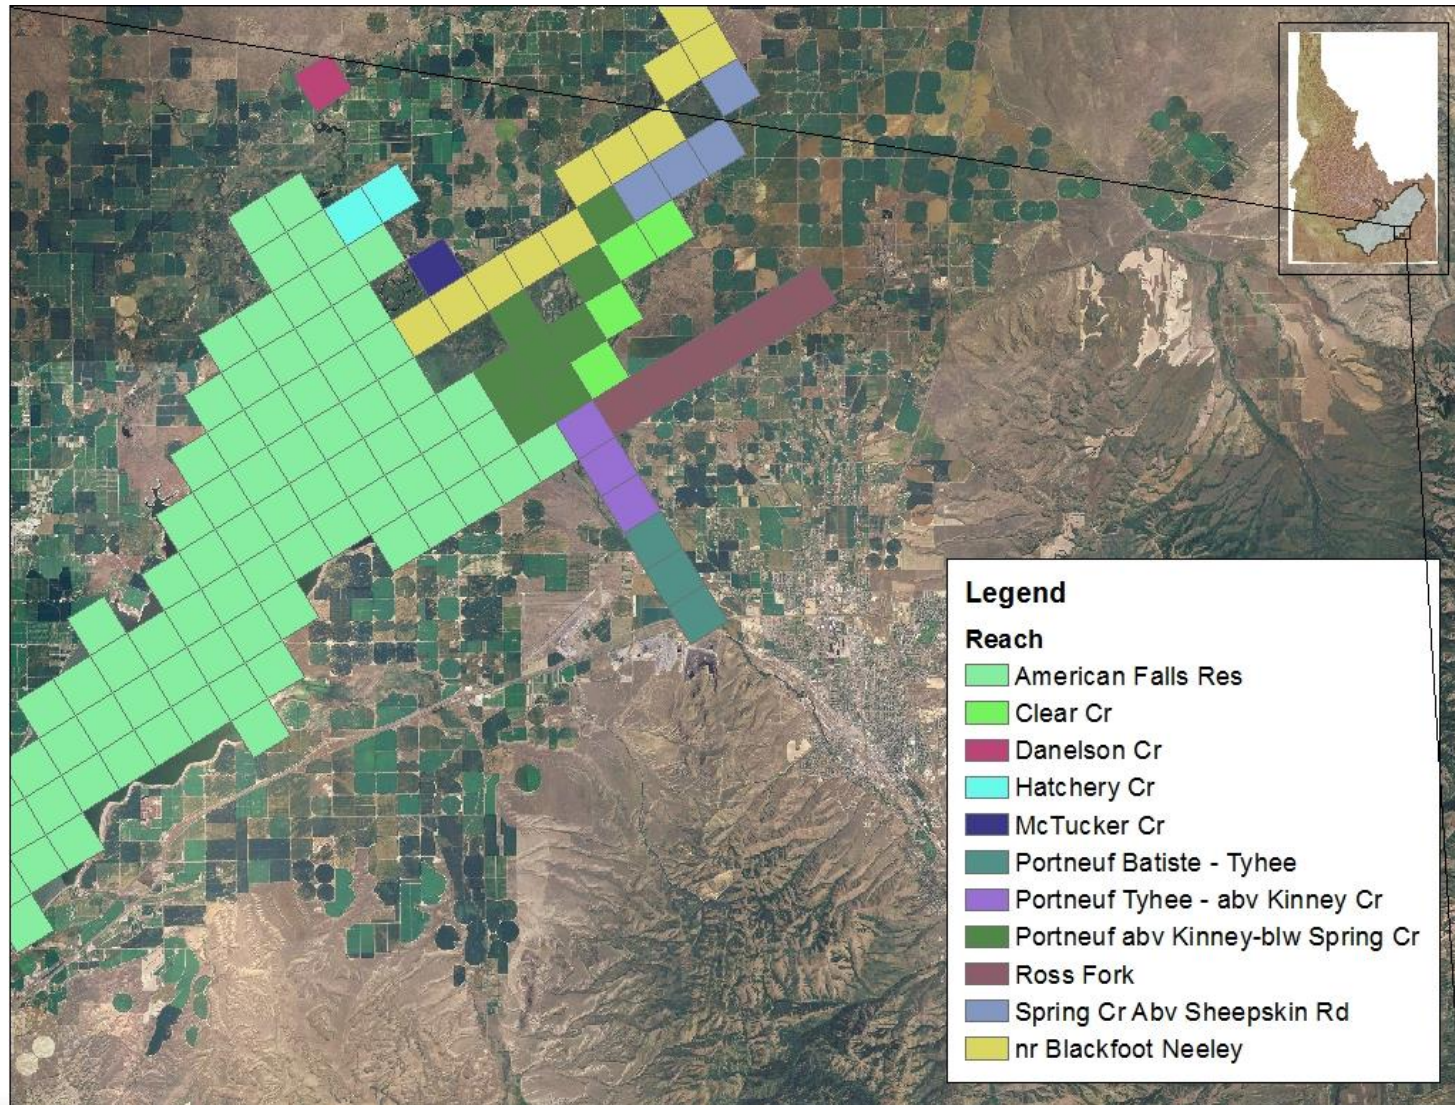 Legend
Reach
American Falls Res
Clear Cr
Danelson Cr
Hatchery Cr
McTucker Cr
Portneuf Batiste - Tyhee
Portneuf Tyhee - abv Kinney Cr
Portneuf abv Kinney-blw Spring Cr
Ross Fork
Spring Cr Abv Sheepskin Rd
nr Blackfoot Neeley